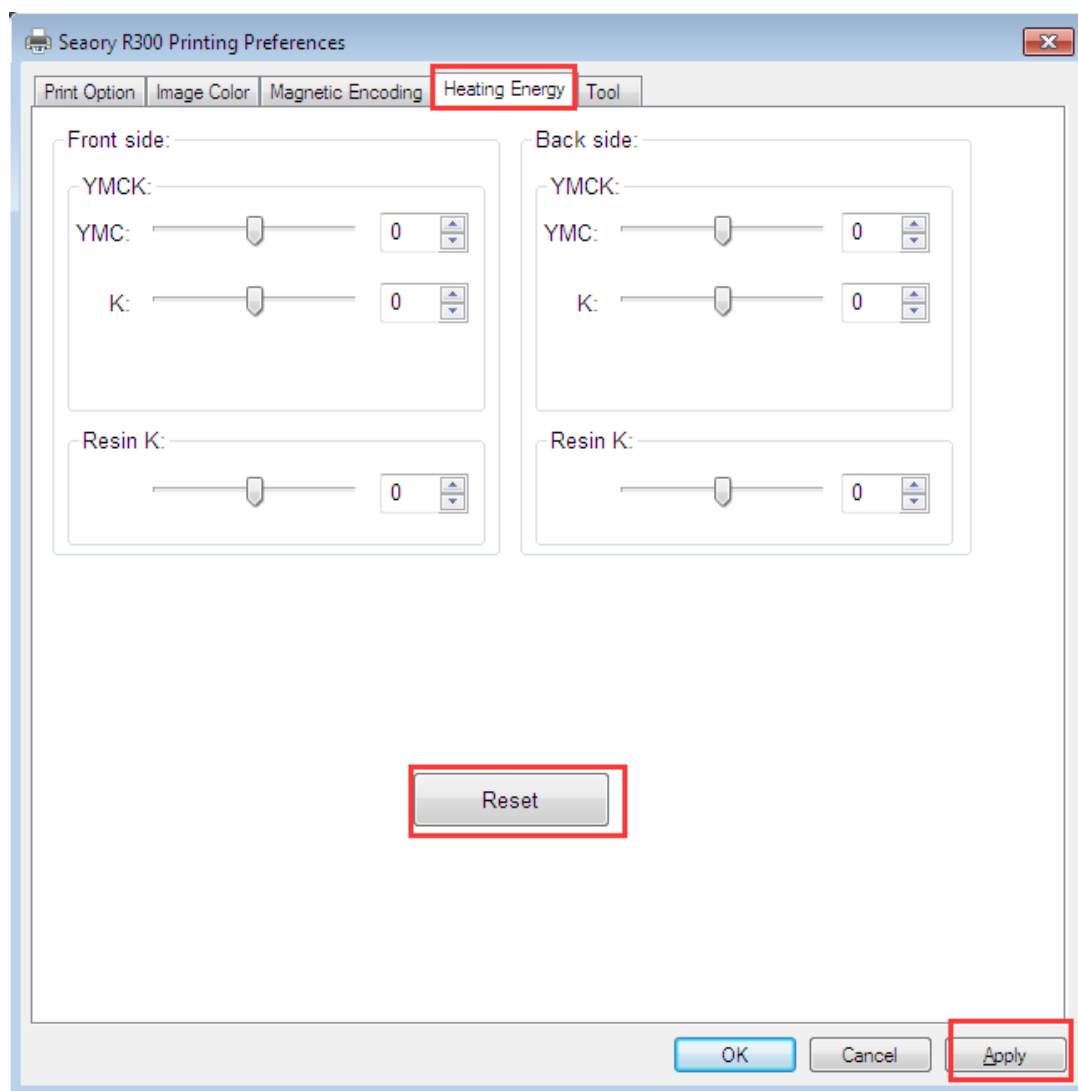 Seaory R300 Printing Preferences
Print Option Image Color Magnetic Encoding Heating Energy Tool
Front side:
YMCK:
YMC: 0
K: 0
Resin K:
0
Back side:
YMCK:
YMC: 0
K: 0
Resin K:
0
Reset
OK Cancel Apply